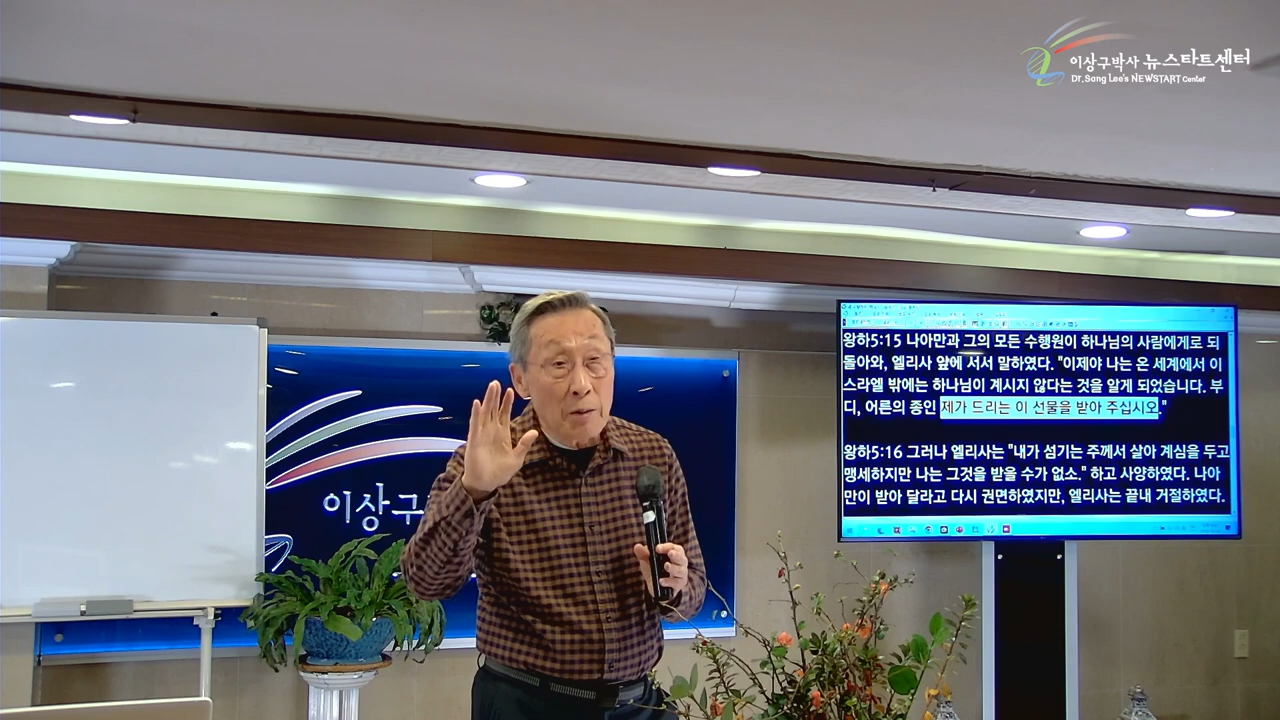 이상구박사 뉴스타트센터
Dr. Sang Lee's NEWSTART Center
이상구
왕하5:15 나아만과 그의 모든 수행원이 하나님의 사람에게로 되
돌아와, 엘리사 앞에 서서 말하였다. "이제야 나는 온 세계에서 이
스라엘 밖에는 하나님이 계시지 않다는 것을 알게 되었습니다. 부
디, 어른의 종인 제가 드리는 이 선물을 받아 주십시오."
왕하5:16 그러나 엘리사는 "내가 섬기는 주께서 살아 계심을 두고
맹세하지만 나는 그것을 받을 수가 없소." 하고 사양하였다. 나아
만이 받아 달라고 다시 권면하였지만, 엘리사는 끝내 거절하였다.